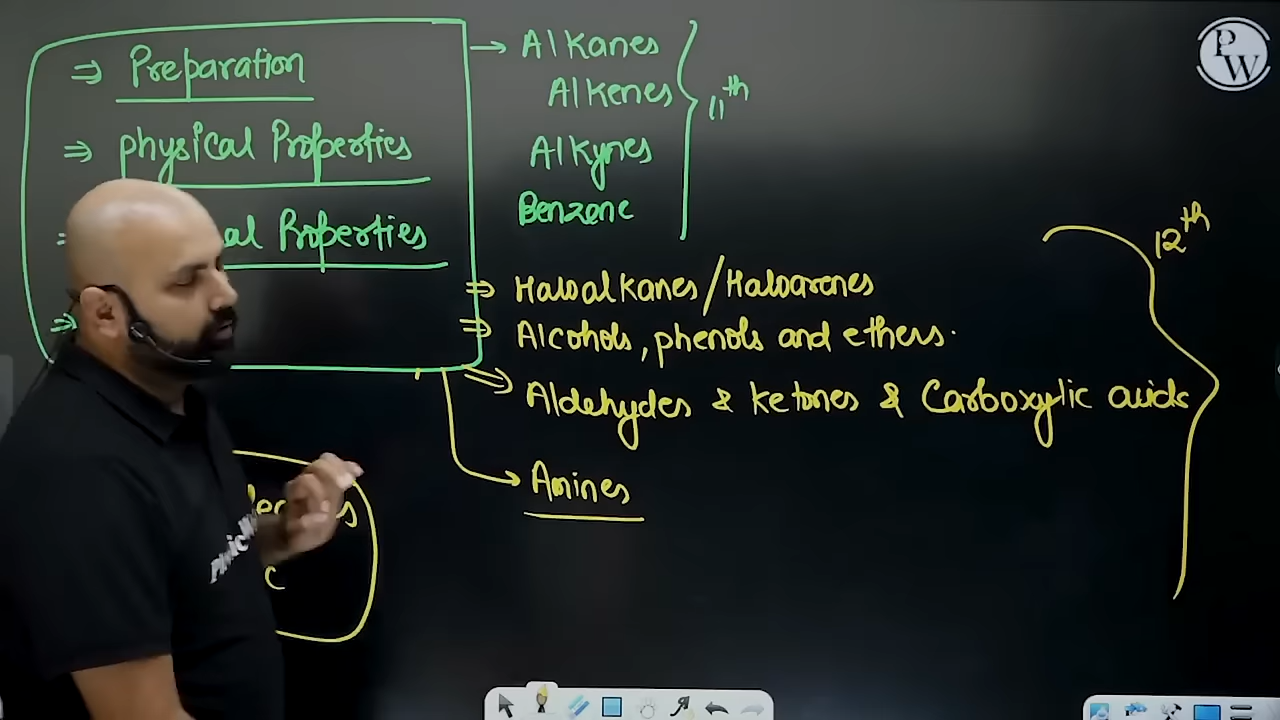 ⇒ Preparation
⇒ Physical Properties
Properties
⇒
→ Alkanes
Alkenes
Alkynes
Benzene
11th
⇒ Haloalkanes/Haloarenes
⇒ Alcohols, phenols and ethers.
⇒ Aldehydes & ketones & Carboxylic acids
→ Amines
12th
PW